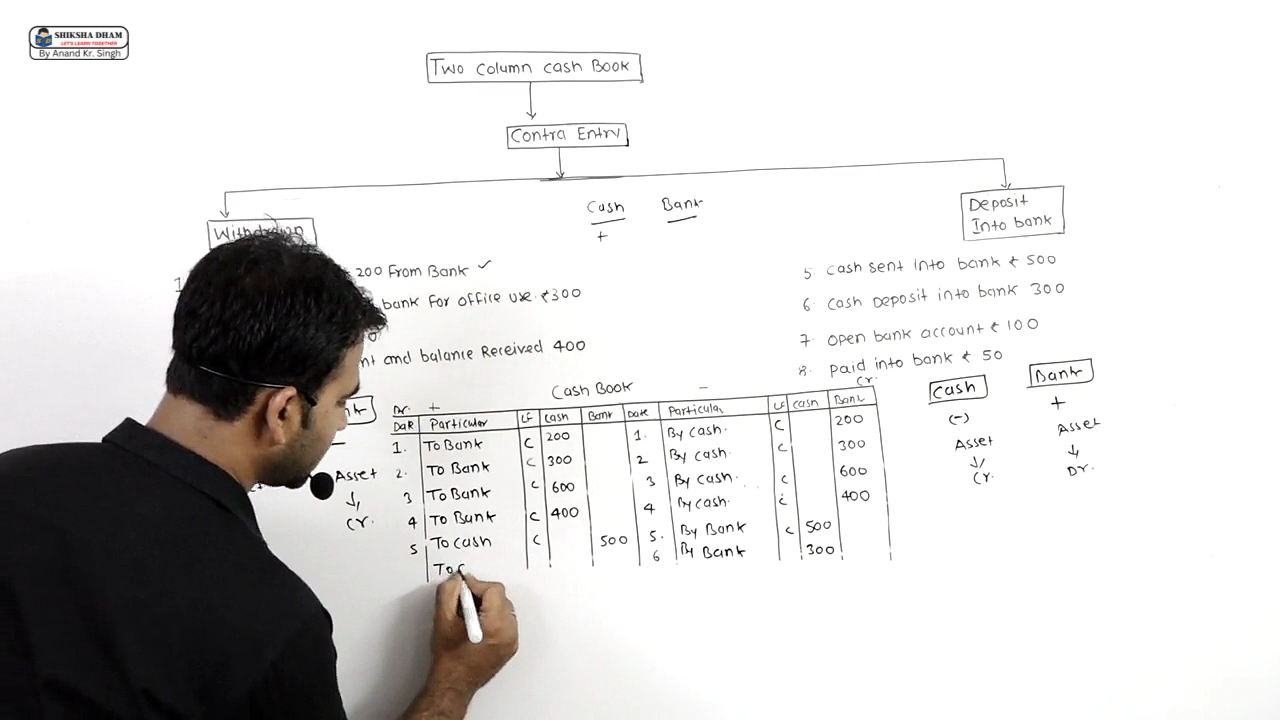 SHIKSHA DHAM
LET'S LEARN TOGETHER
By Anand Kr. Singh
Two Column Cash Book
Contra Entry
Cash Bank
+
Withdrawn
Deposit
Into bank
1
200 From Bank ✓
bank For office use. ₹300
0
and balance Received 400
5 Cash sent into bank ₹ 500
6. Cash Deposit into bank 300
7. Open bank account ₹ 100
8. Paid into bank ₹ 50
Cash Book
Dr. + - Cr.
Date Particular LF Cash Bank Date Particular LF Cash Bank
1. To Bank C 200 1. By Cash. C 200
2. To Bank C 300 2 By Cash. C 300
3 To Bank C 600 3 By Cash. C 600
4 To Bank C 400 4 By Cash. C 400
5 To Cash C 500 5. By Bank C 500
To C 6 By Bank 300
-
Asset
Cr.
Cash
(-)
Asset
Cr.
Bank
+
Asset
Dr.